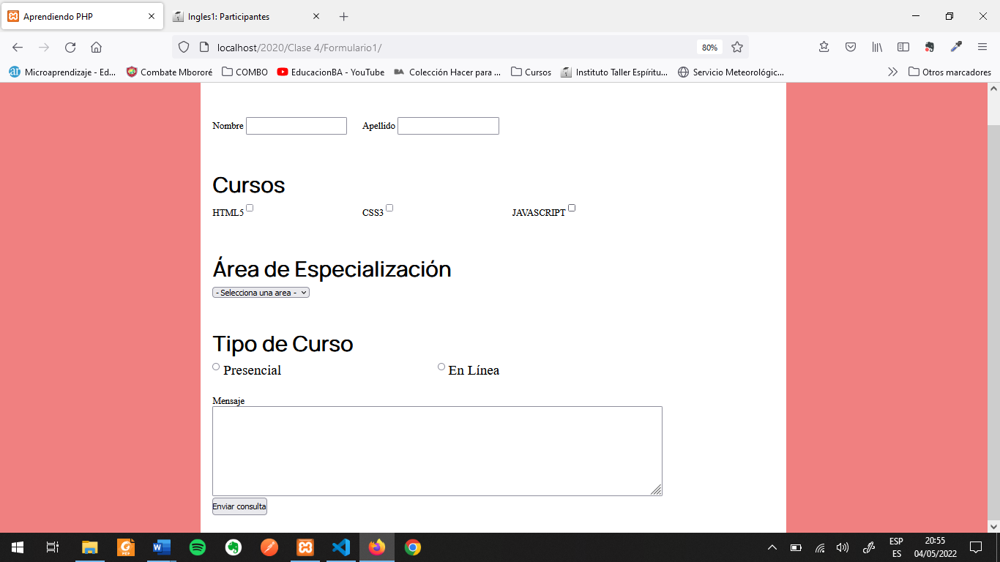 Aprendiendo PHP
Ingles1: Participantes
localhost/2020/Clase 4/Formulario1/
80%
Microaprendizaje - Ed...
Combate Mbororé
COMBO
EducacionBA - YouTube
BA Colección Hacer para ...
Cursos
Instituto Taller Espíritu...
Servicio Meteorológic...
Otros marcadores
Nombre
Apellido
Cursos
HTML5
CSS3
JAVASCRIPT
Área de Especialización
- Selecciona una area -
Tipo de Curso
Presencial
En Línea
Mensaje
Enviar consulta
ESP
ES
20:55
04/05/2022